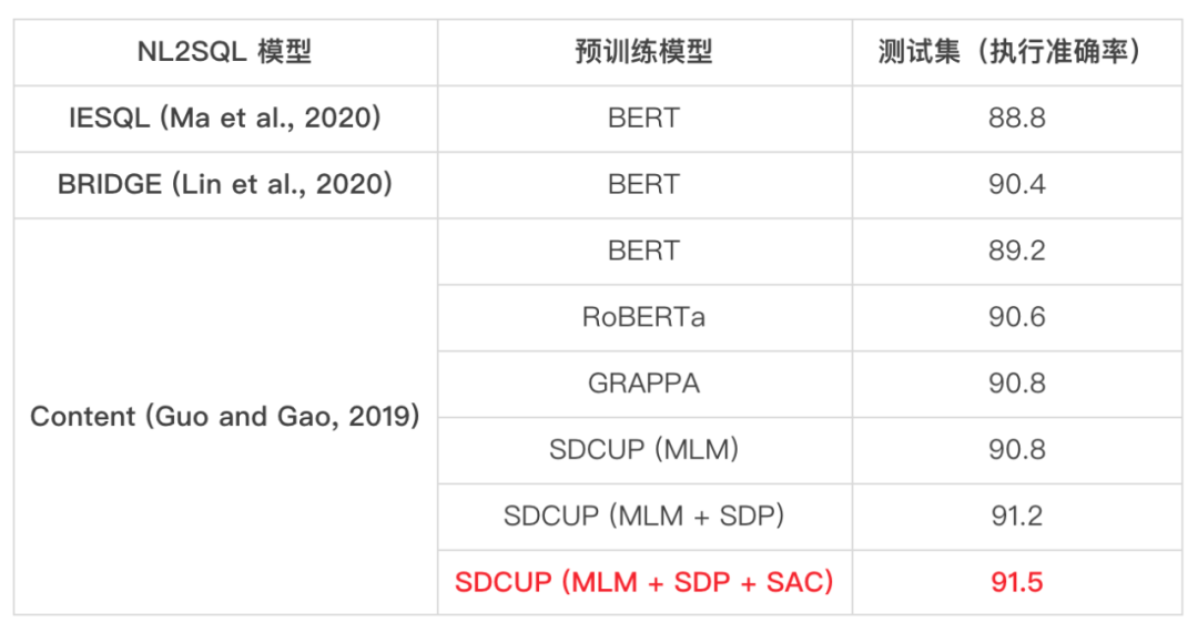 NL2SQL 模型 预训练模型 测试集（执行准确率）
IESQL (Ma et al., 2020) BERT 88.8
BRIDGE (Lin et al., 2020) BERT 90.4
BERT 89.2
RoBERTa 90.6
GRAPPA 90.8
Content (Guo and Gao, 2019)
SDCUP (MLM) 90.8
SDCUP (MLM + SDP) 91.2
SDCUP (MLM + SDP + SAC) 91.5